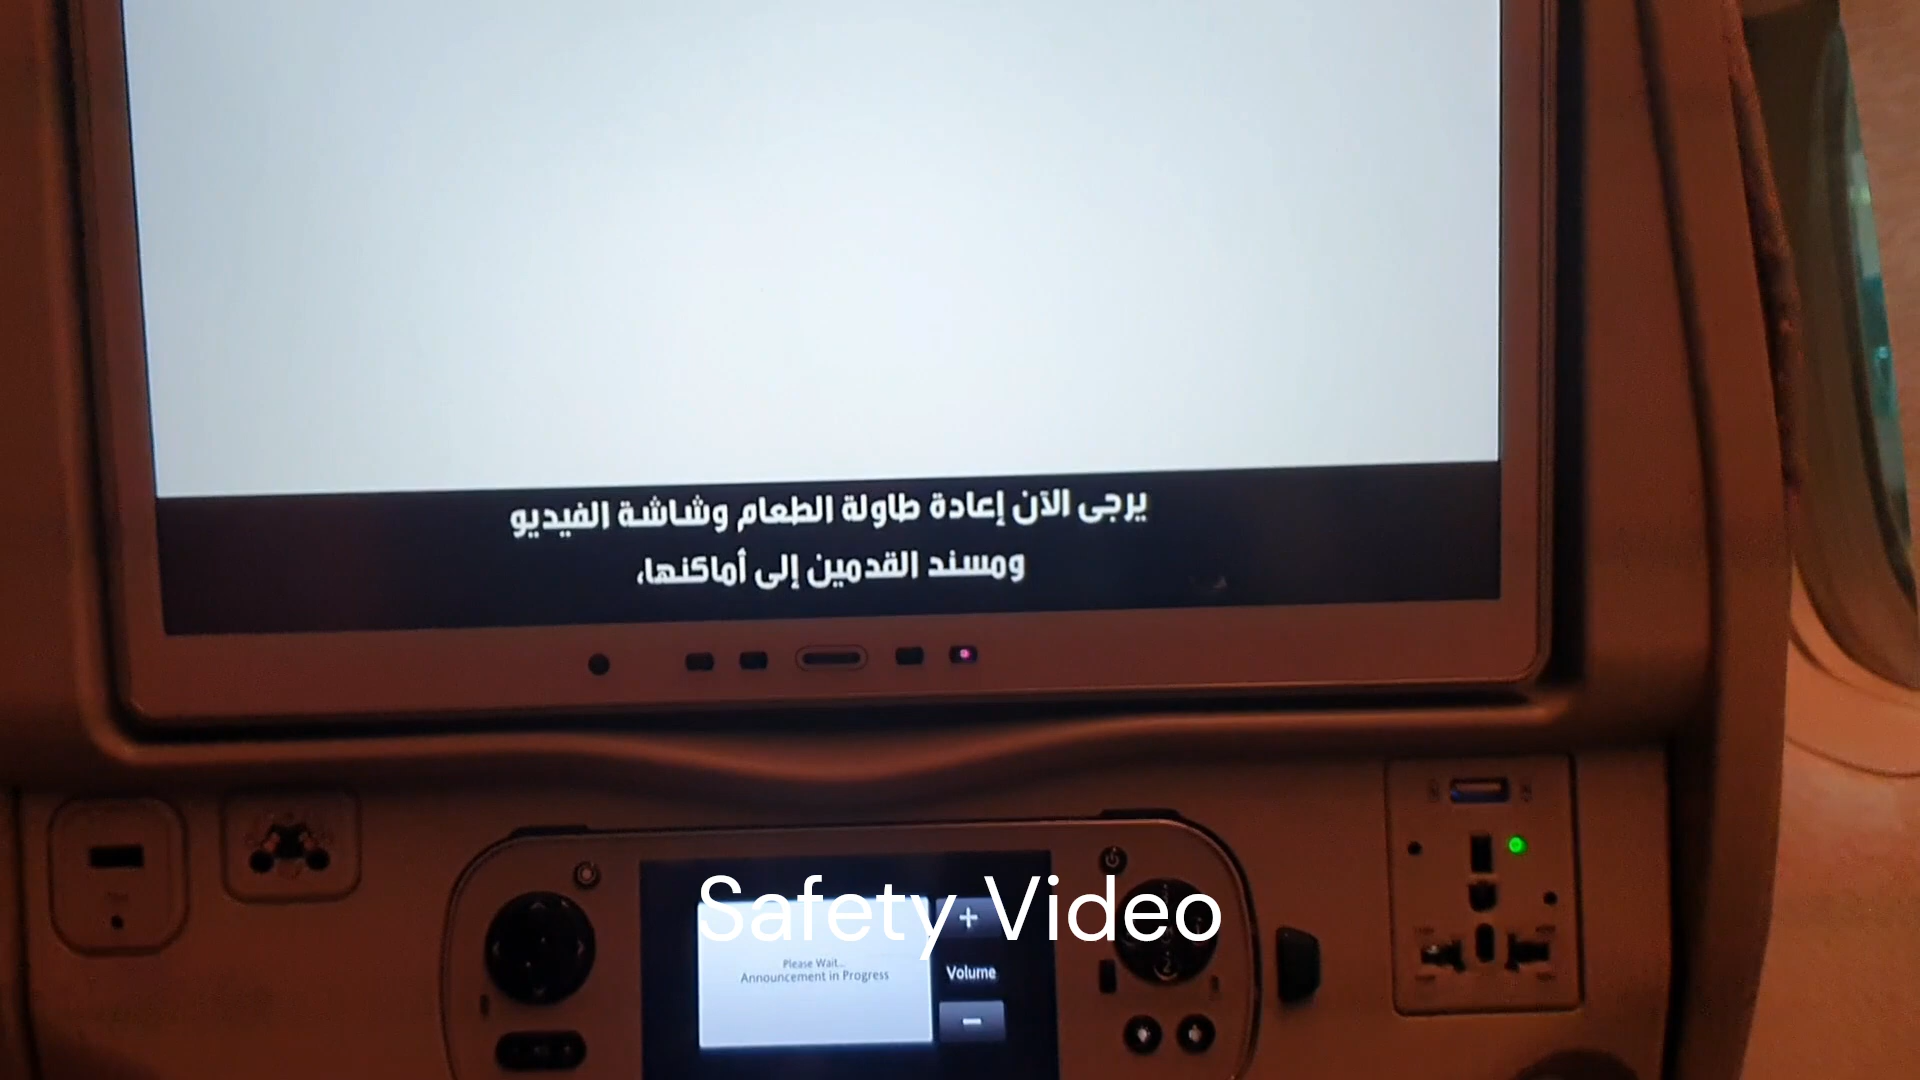 يرجى الآن إعادة طاولة الطعام وشاشة الفيديو
ومسند القدمين إلى أماكنها،
Safety Video
Please Wait...
Announcement in Progress
+
Volume
-